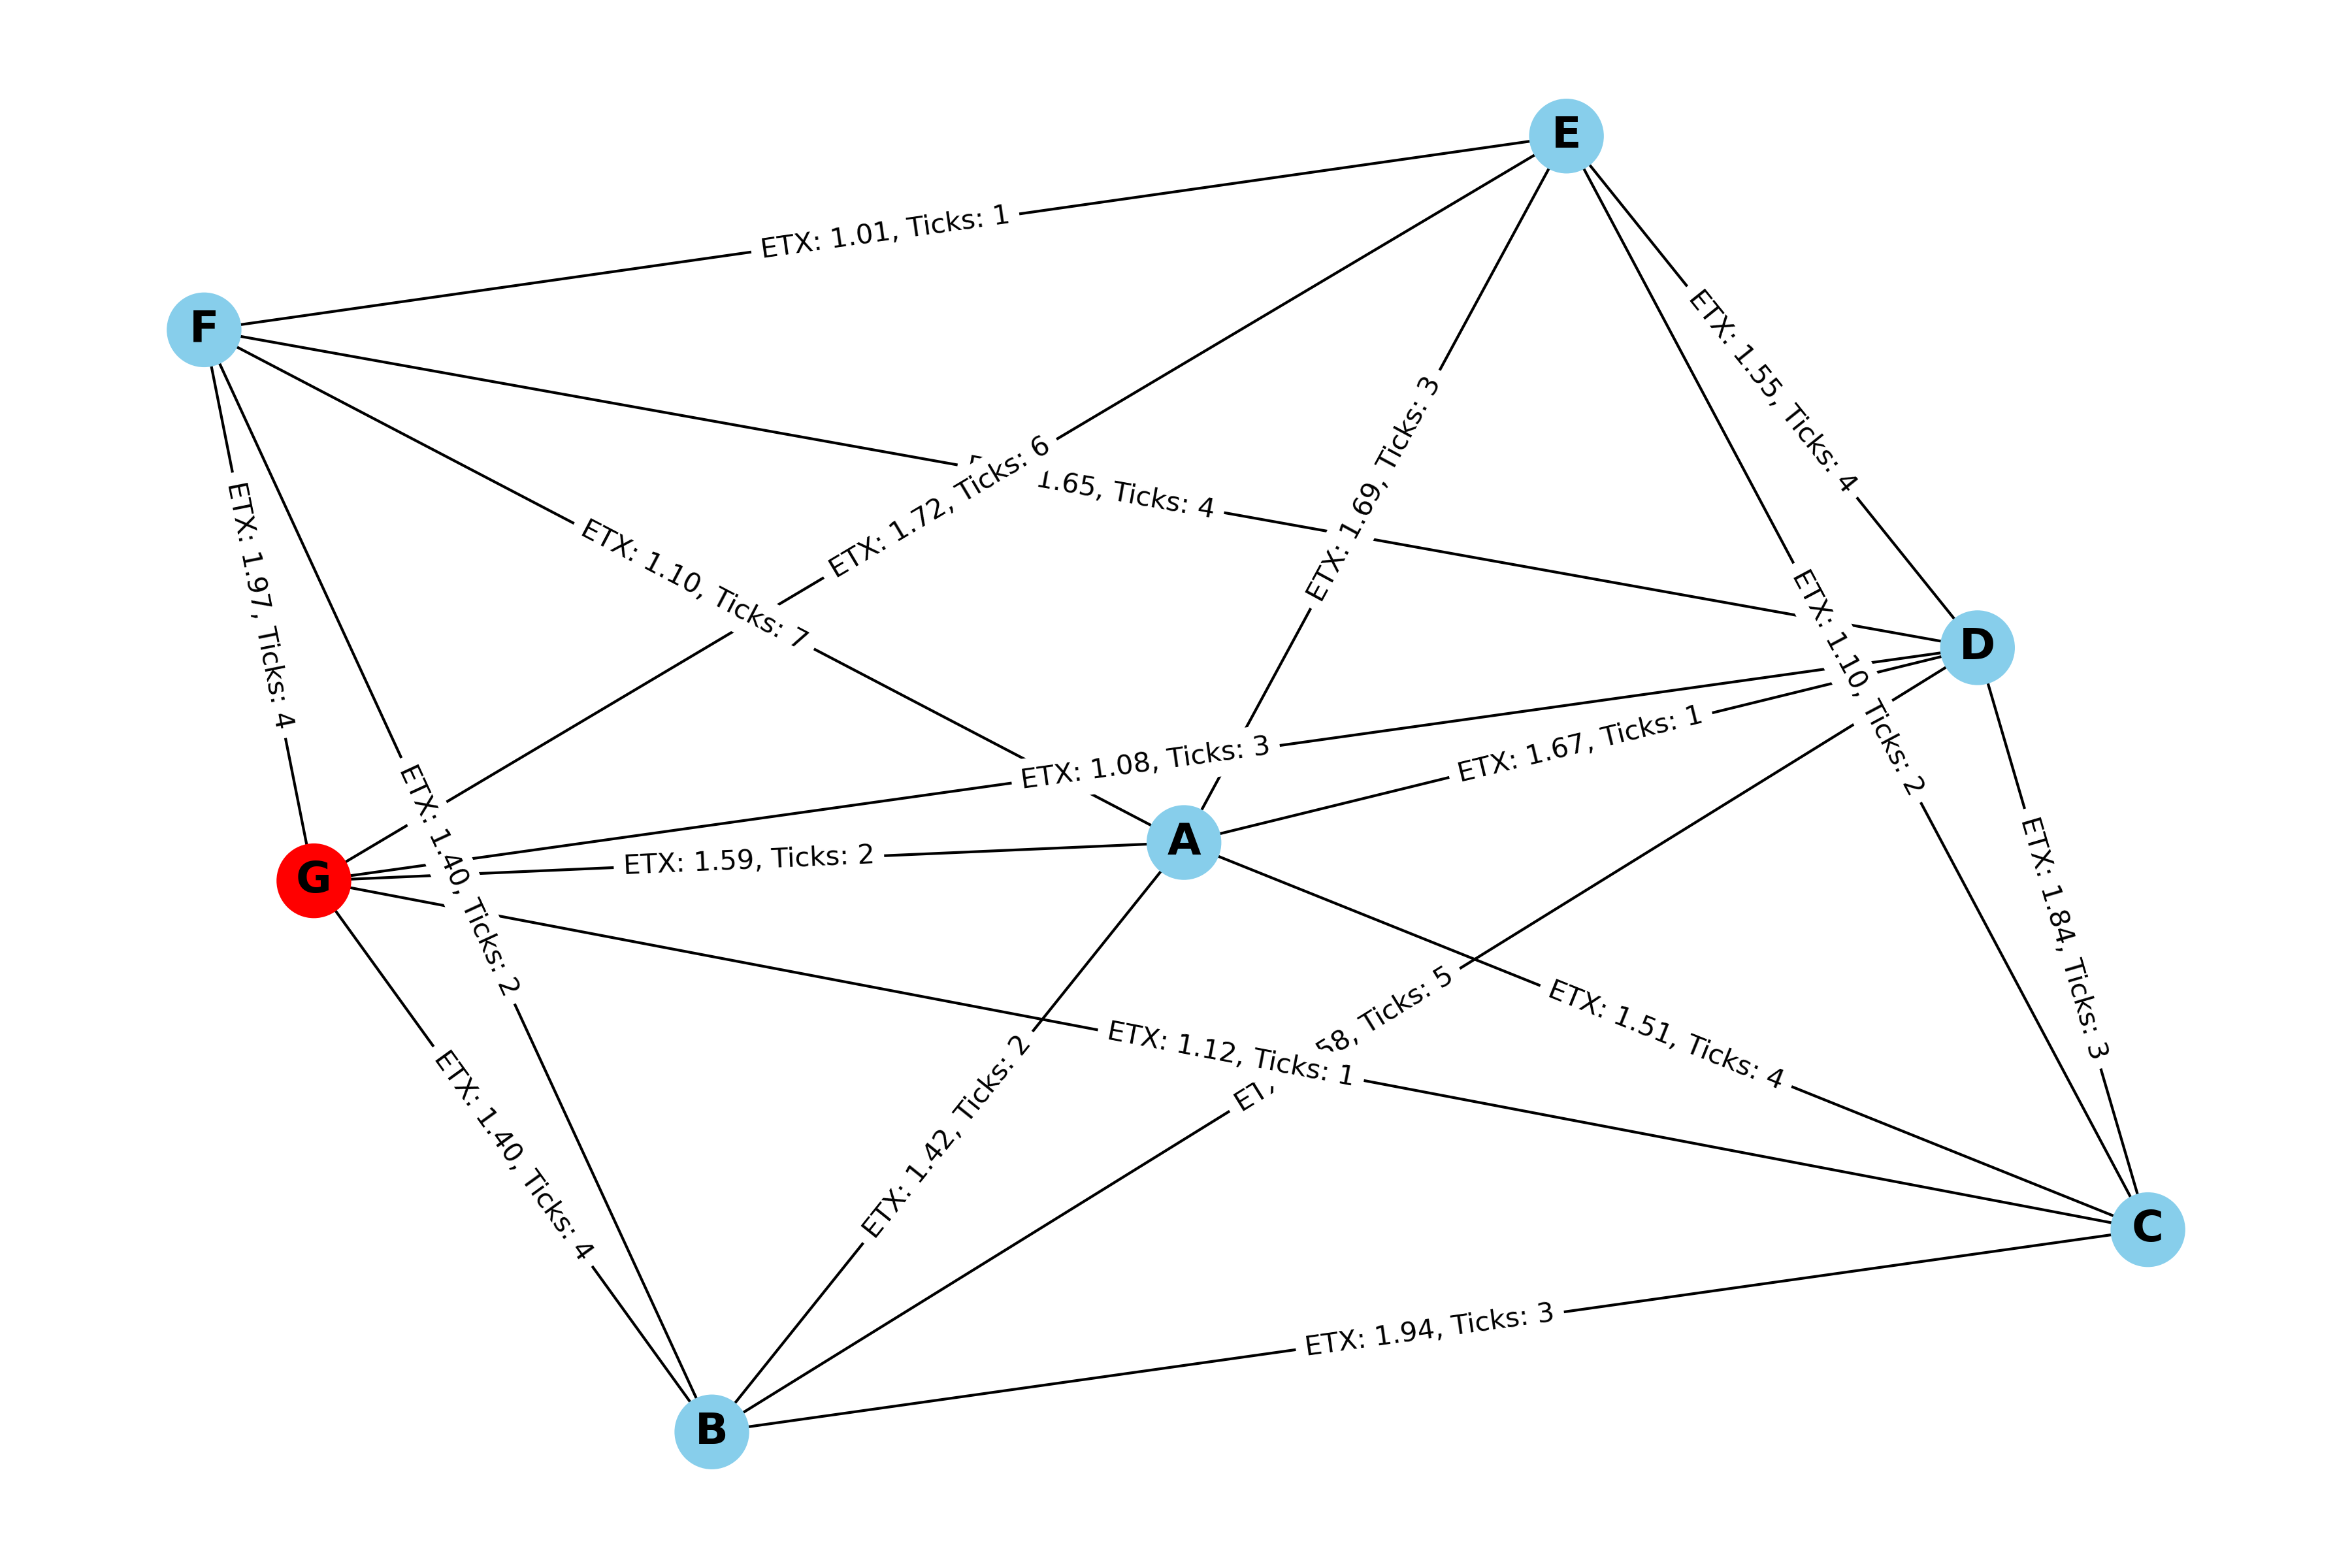 E
ETX: 1.01, Ticks: 1
F
ETX: 1.55, Ticks: 4
ETX: 1.69, Ticks: 3
ETX: 1.72, Ticks: 6
1.65, Ticks: 4
ETX: 1.10, Ticks: 7
ETX: 1.97, Ticks: 4
D
ETX: 1.10, Ticks: 2
ETX: 1.08, Ticks: 3
ETX: 1.67, Ticks: 1
A
ETX: 1.59, Ticks: 2
G
ETX: 1.40, Ticks: 2
ETX: 1.84, Ticks: 3
58, Ticks: 5
ETX: 1.51, Ticks: 4
ETX: 1.12, Ticks: 1
ETX: 1.42, Ticks: 2
ETX: 1.40, Ticks: 4
C
ETX: 1.94, Ticks: 3
B